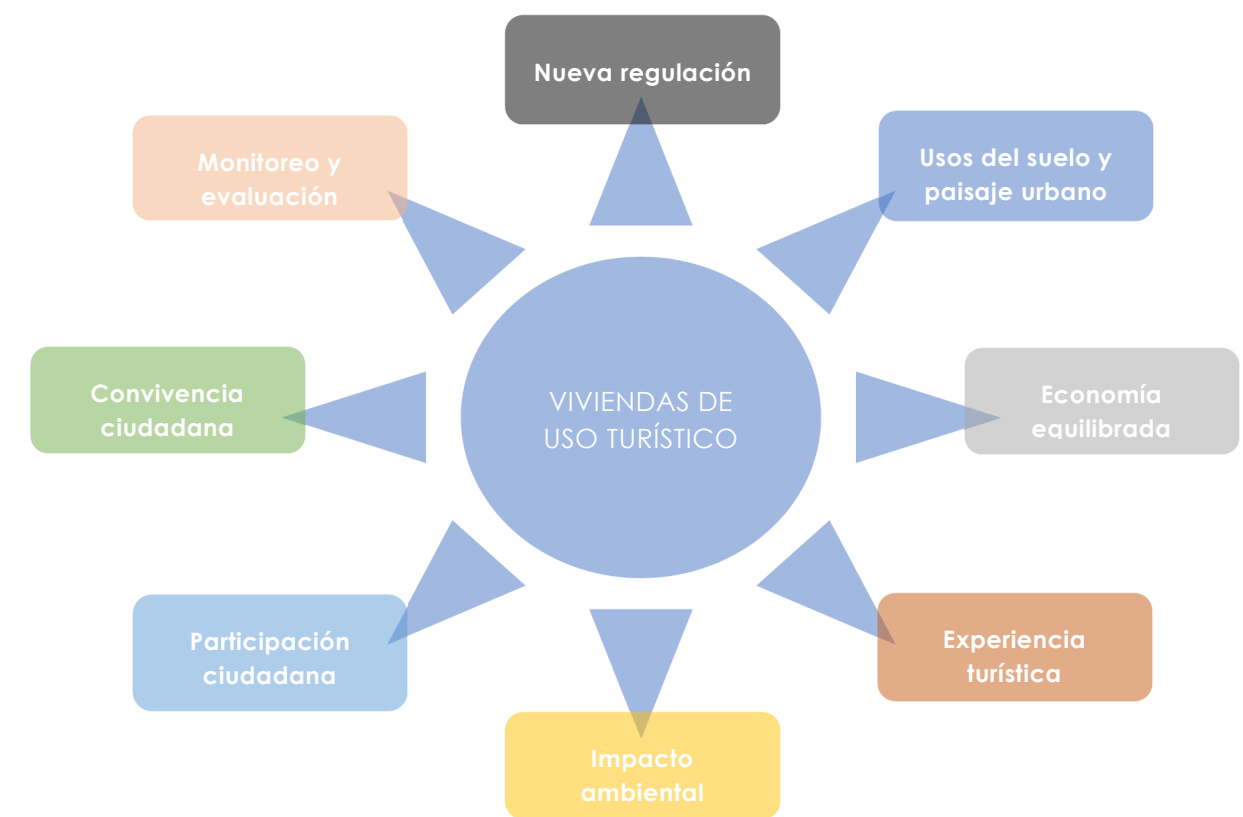 Nueva regulación
Usos del suelo y
paisaje urbano
Economía
equilibrada
Experiencia
turística
Impacto
ambiental
Participación
ciudadana
Convivencia
ciudadana
Monitoreo y
evaluación
VIVIENDAS DE
USO TURÍSTICO